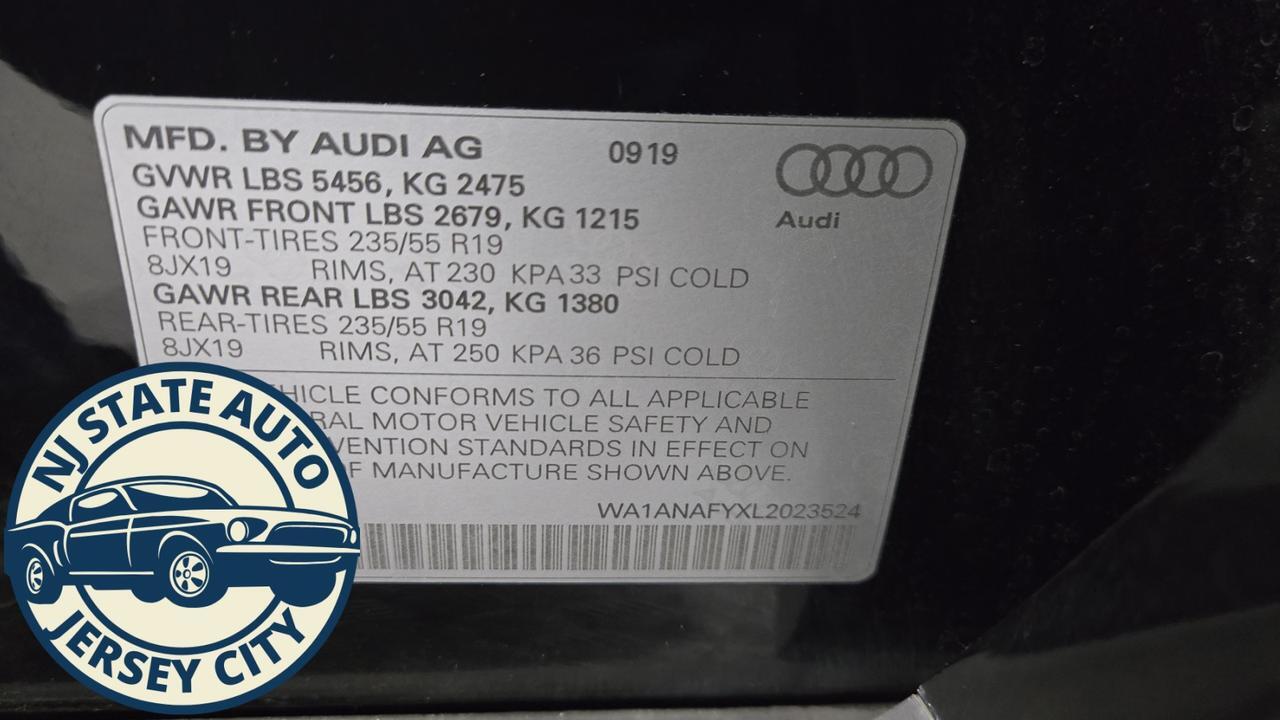 MFD. BY AUDI AG 0919
GVWR LBS 5456, KG 2475
GAWR FRONT LBS 2679, KG 1215
FRONT-TIRES 235/55 R19
8JX19 RIMS, AT 230 KPA 33 PSI COLD
GAWR REAR LBS 3042, KG 1380
REAR-TIRES 235/55 R19
8JX19 RIMS, AT 250 KPA 36 PSI COLD
Audi
CONFORMS TO ALL APPLICABLE
MOTOR VEHICLE SAFETY AND
STANDARDS IN EFFECT ON
MANUFACTURE SHOWN ABOVE.
WA1ANAFYXL2023524
NJ STATE AUTO
JERSEY CITY